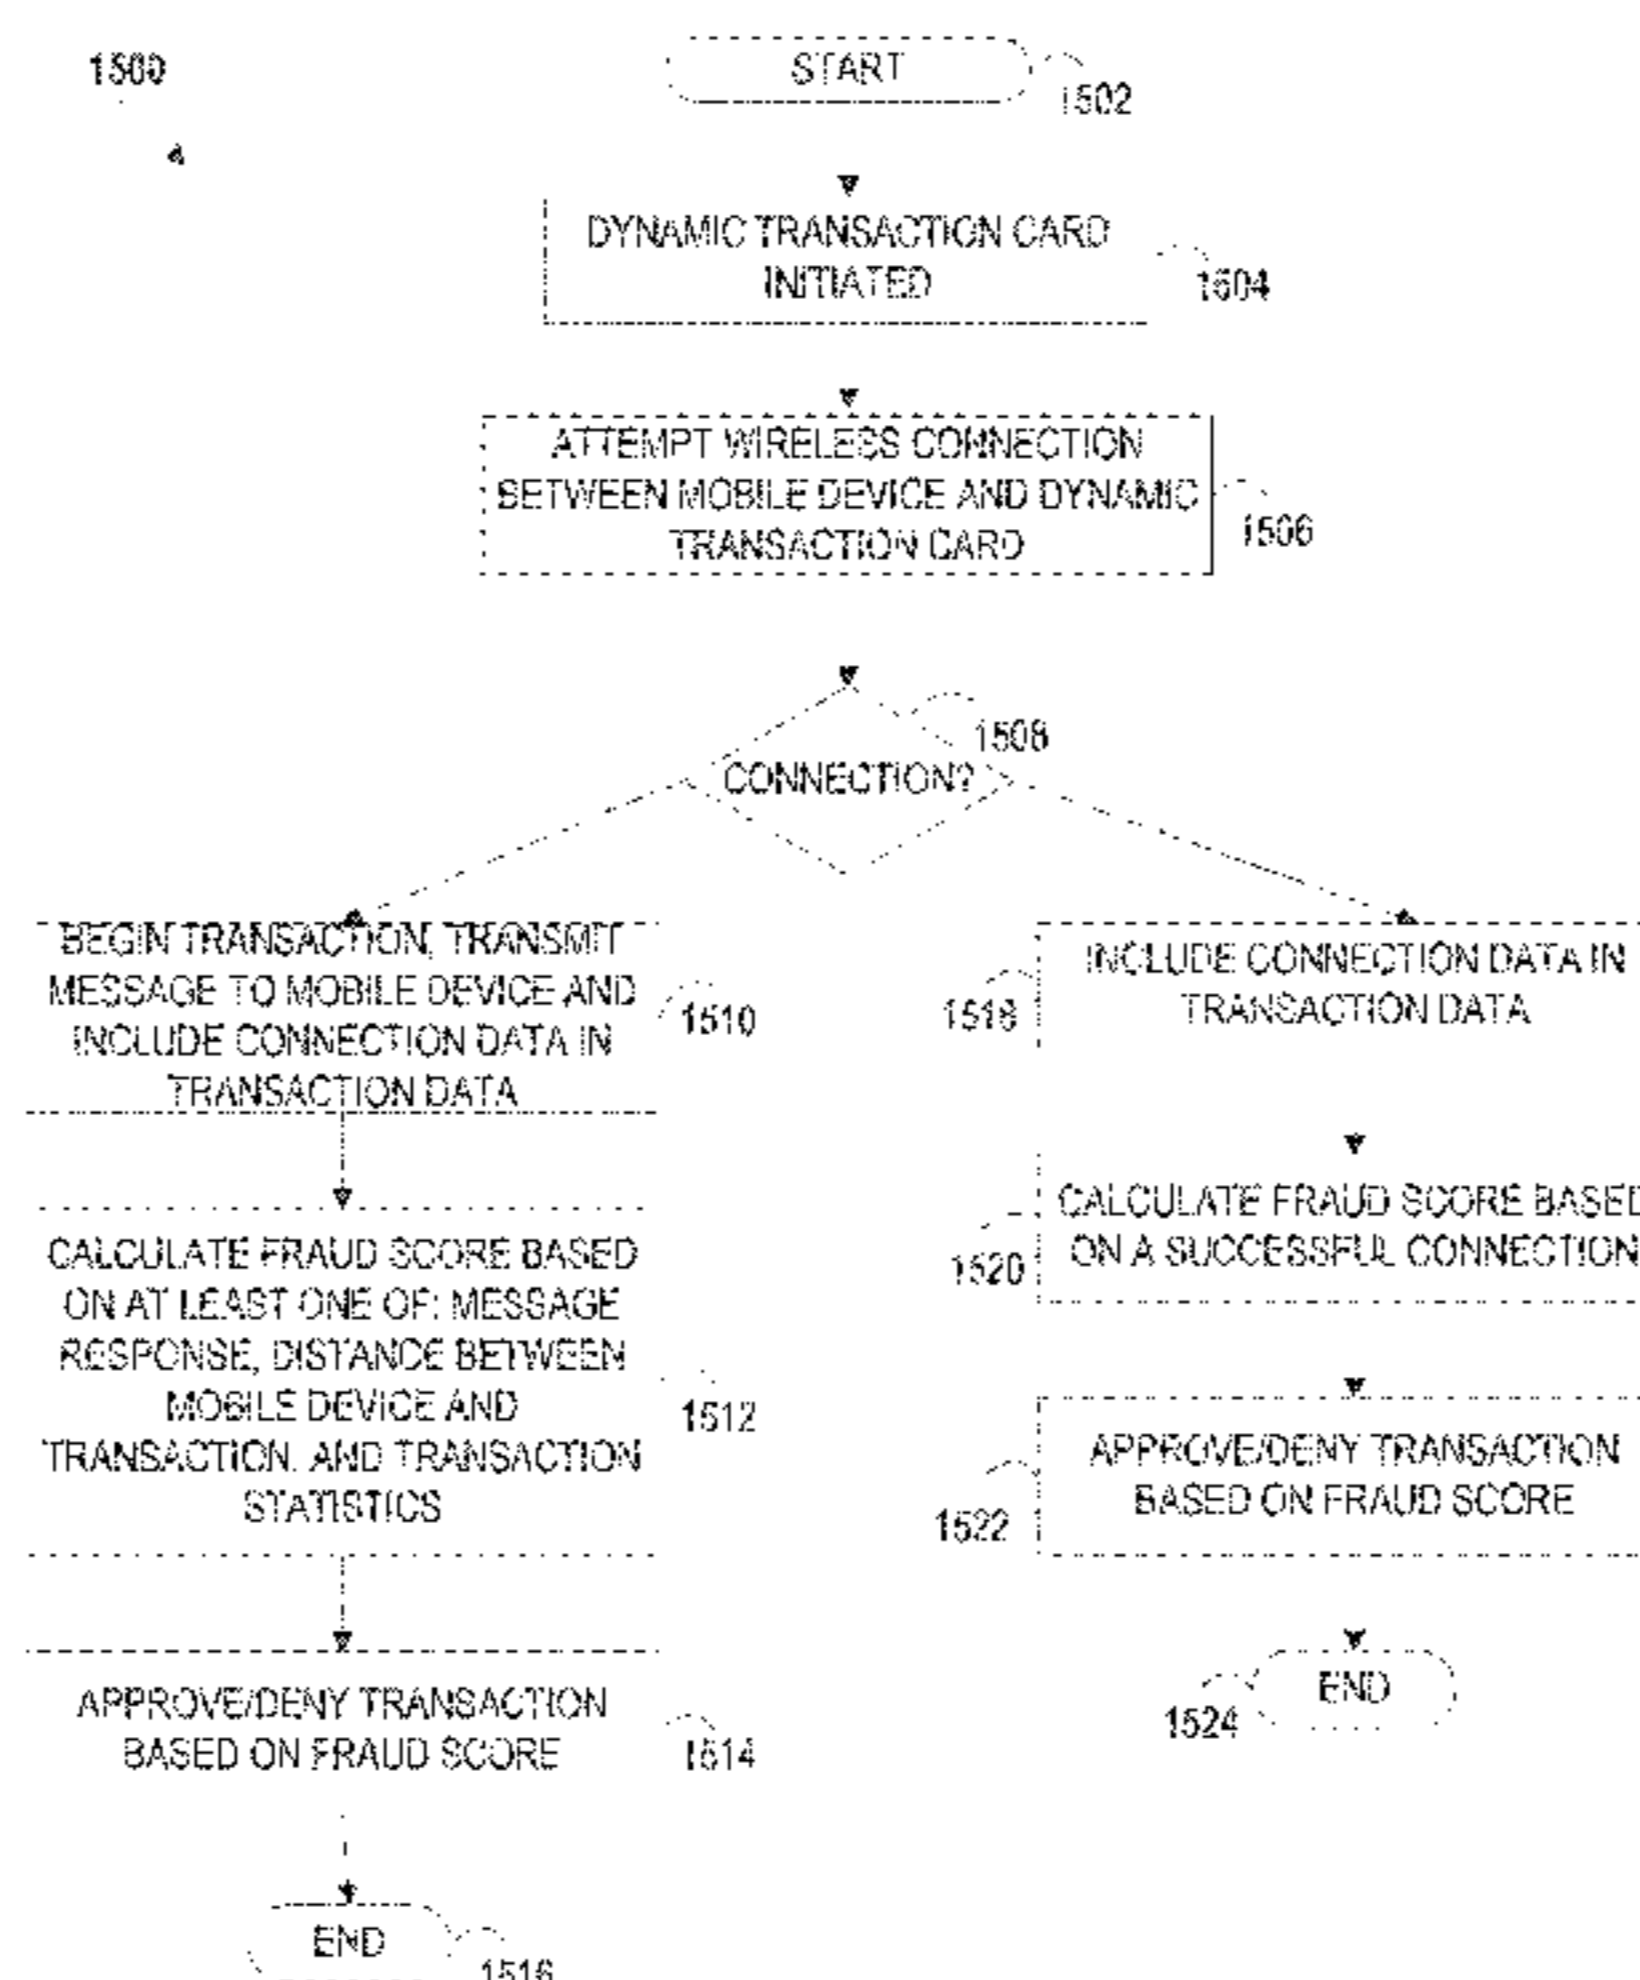 1500
START
1502
DYNAMIC TRANSACTION CARD
INITIATED
1504
ATTEMPT WIRELESS CONNECTION
BETWEEN MOBILE DEVICE AND DYNAMIC
TRANSACTION CARD
1506
1508
CONNECTION?
BEGIN TRANSACTION, TRANSMIT
MESSAGE TO MOBILE DEVICE AND
INCLUDE CONNECTION DATA IN
TRANSACTION DATA
1510
CALCULATE FRAUD SCORE BASED
ON AT LEAST ONE OF: MESSAGE
RESPONSE, DISTANCE BETWEEN
MOBILE DEVICE AND
TRANSACTION, AND TRANSACTION
STATISTICS
1512
APPROVE/DENY TRANSACTION
BASED ON FRAUD SCORE
1514
END
1516
INCLUDE CONNECTION DATA IN
TRANSACTION DATA
1518
CALCULATE FRAUD SCORE BASED
ON A SUCCESSFUL CONNECTION
1520
APPROVE/DENY TRANSACTION
BASED ON FRAUD SCORE
1522
END
1524